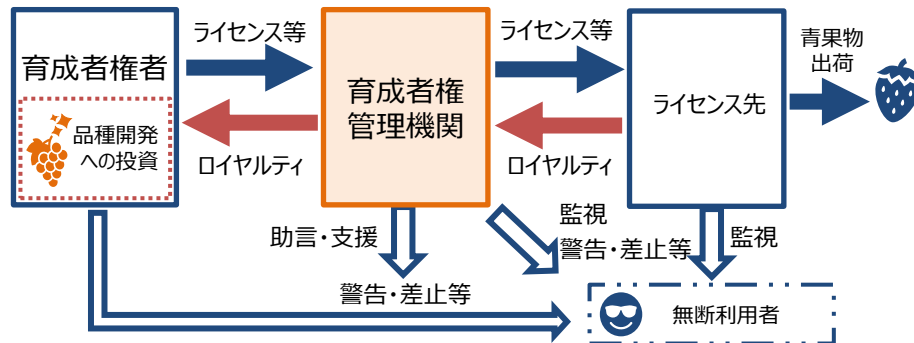 ライセンス等
ライセンス等
青果物
出荷
育成者権者
育成者権
管理機関
ライセンス先
品種開発
への投資
ロイヤルティ
ロイヤルティ
助言・支援
監視
警告・差止等
監視
警告・差止等
無断利用者